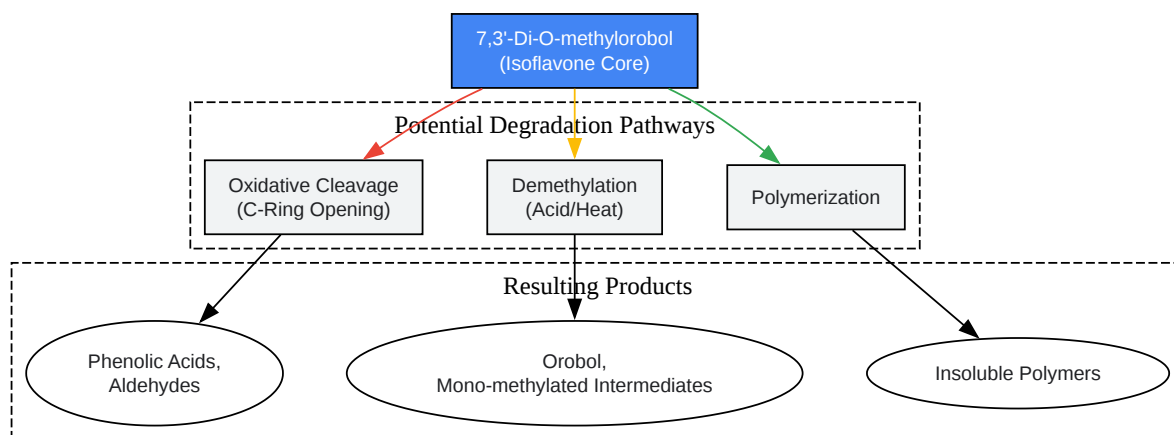 7,3'-Di-O-methylorobol
(Isoflavone Core)
Potential Degradation Pathways
Oxidative Cleavage
(C-Ring Opening)
Demethylation
(Acid/Heat)
Polymerization
Resulting Products
Phenolic Acids,
Aldehydes
Orobol,
Mono-methylated Intermediates
Insoluble Polymers